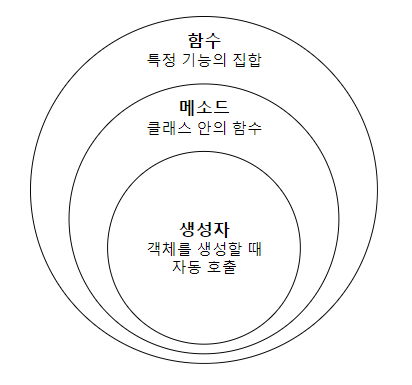 함수
특정 기능의 집합
메소드
클래스 안의 함수
생성자
객체를 생성할 때
자동 호출